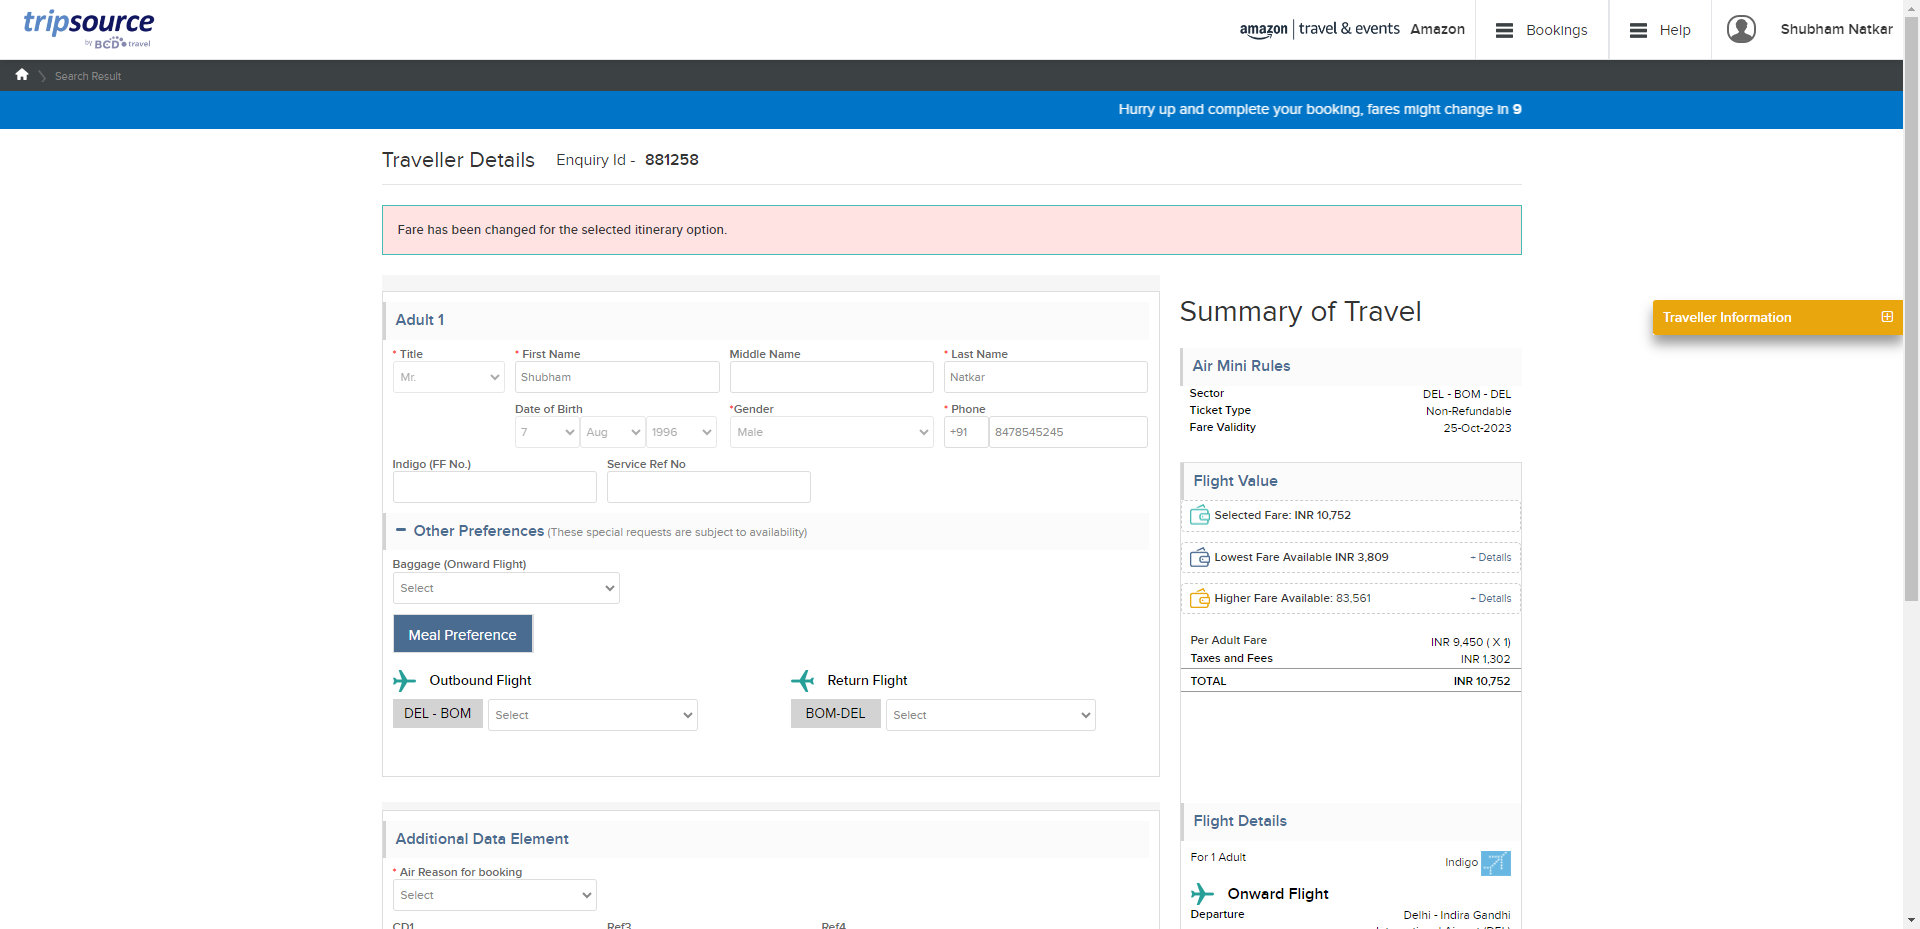 tripsource
by BCD travel
amazon | travel & events Amazon
Bookings
Help
Shubham Natkar
Search Result
Hurry up and complete your booking, fares might change in 9
Traveller Details Enquiry Id - 881258
Fare has been changed for the selected itinerary option.
Traveller Information
Adult 1
* Title * First Name Middle Name * Last Name
Mr. Shubham Natkar
Date of Birth *Gender * Phone
7 Aug 1996 Male +91 8478545245
Indigo (FF No.) Service Ref No
− Other Preferences (These special requests are subject to availability)
Baggage (Onward Flight)
Select
Meal Preference
Outbound Flight Return Flight
DEL - BOM Select BOM-DEL Select
Additional Data Element
* Air Reason for booking
Select
CD1 Ref3 Ref4
Summary of Travel
Air Mini Rules
Sector DEL - BOM - DEL
Ticket Type Non-Refundable
Fare Validity 25-Oct-2023
Flight Value
Selected Fare: INR 10,752
Lowest Fare Available INR 3,809 + Details
Higher Fare Available: 83,561 + Details
Per Adult Fare INR 9,450 ( X 1)
Taxes and Fees INR 1,302
TOTAL INR 10,752
Flight Details
For 1 Adult Indigo
Onward Flight
Departure Delhi - Indira Gandhi
International Airport (DEL)